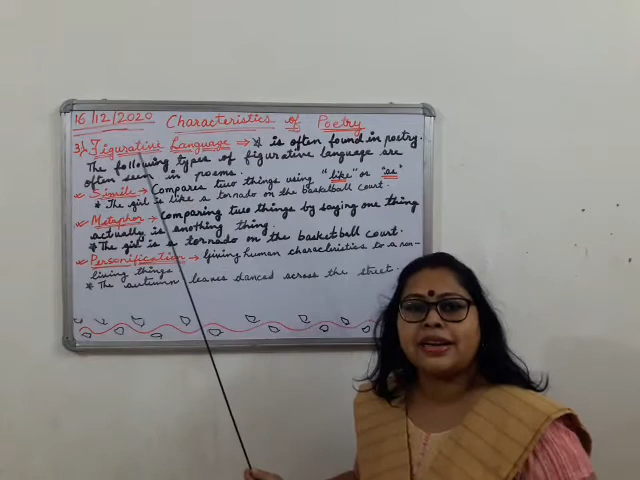 16/12/2020 Characteristics of Poetry
3) Figurative Language → It is often found in poetry.
The following types of figurative language are
often seen in poems.
* Simile → Compares two things using "like" or "as"
* The girl is like a tornado on the basketball court.
* Metaphor → Comparing two things by saying one thing
actually is another thing.
* The girl is a tornado on the basketball court.
* Personification → Giving human characteristics to a non-
living things
* The autumn leaves danced across the street.